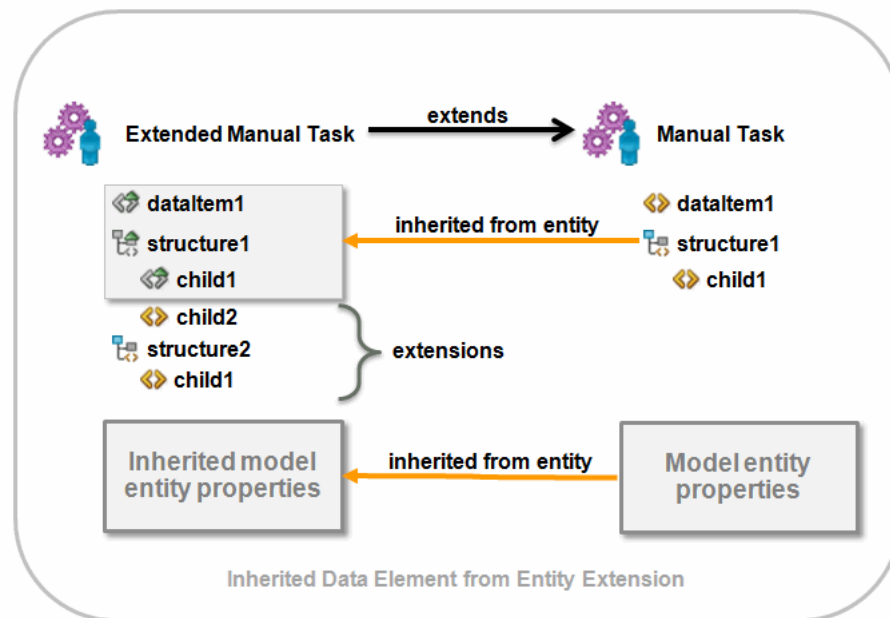 Extended Manual Task
extends
Manual Task
dataItem1
structure1
child1
inherited from entity
dataItem1
structure1
child1
child2
structure2
child1
extensions
Inherited model
entity properties
inherited from entity
Model entity
properties
Inherited Data Element from Entity Extension